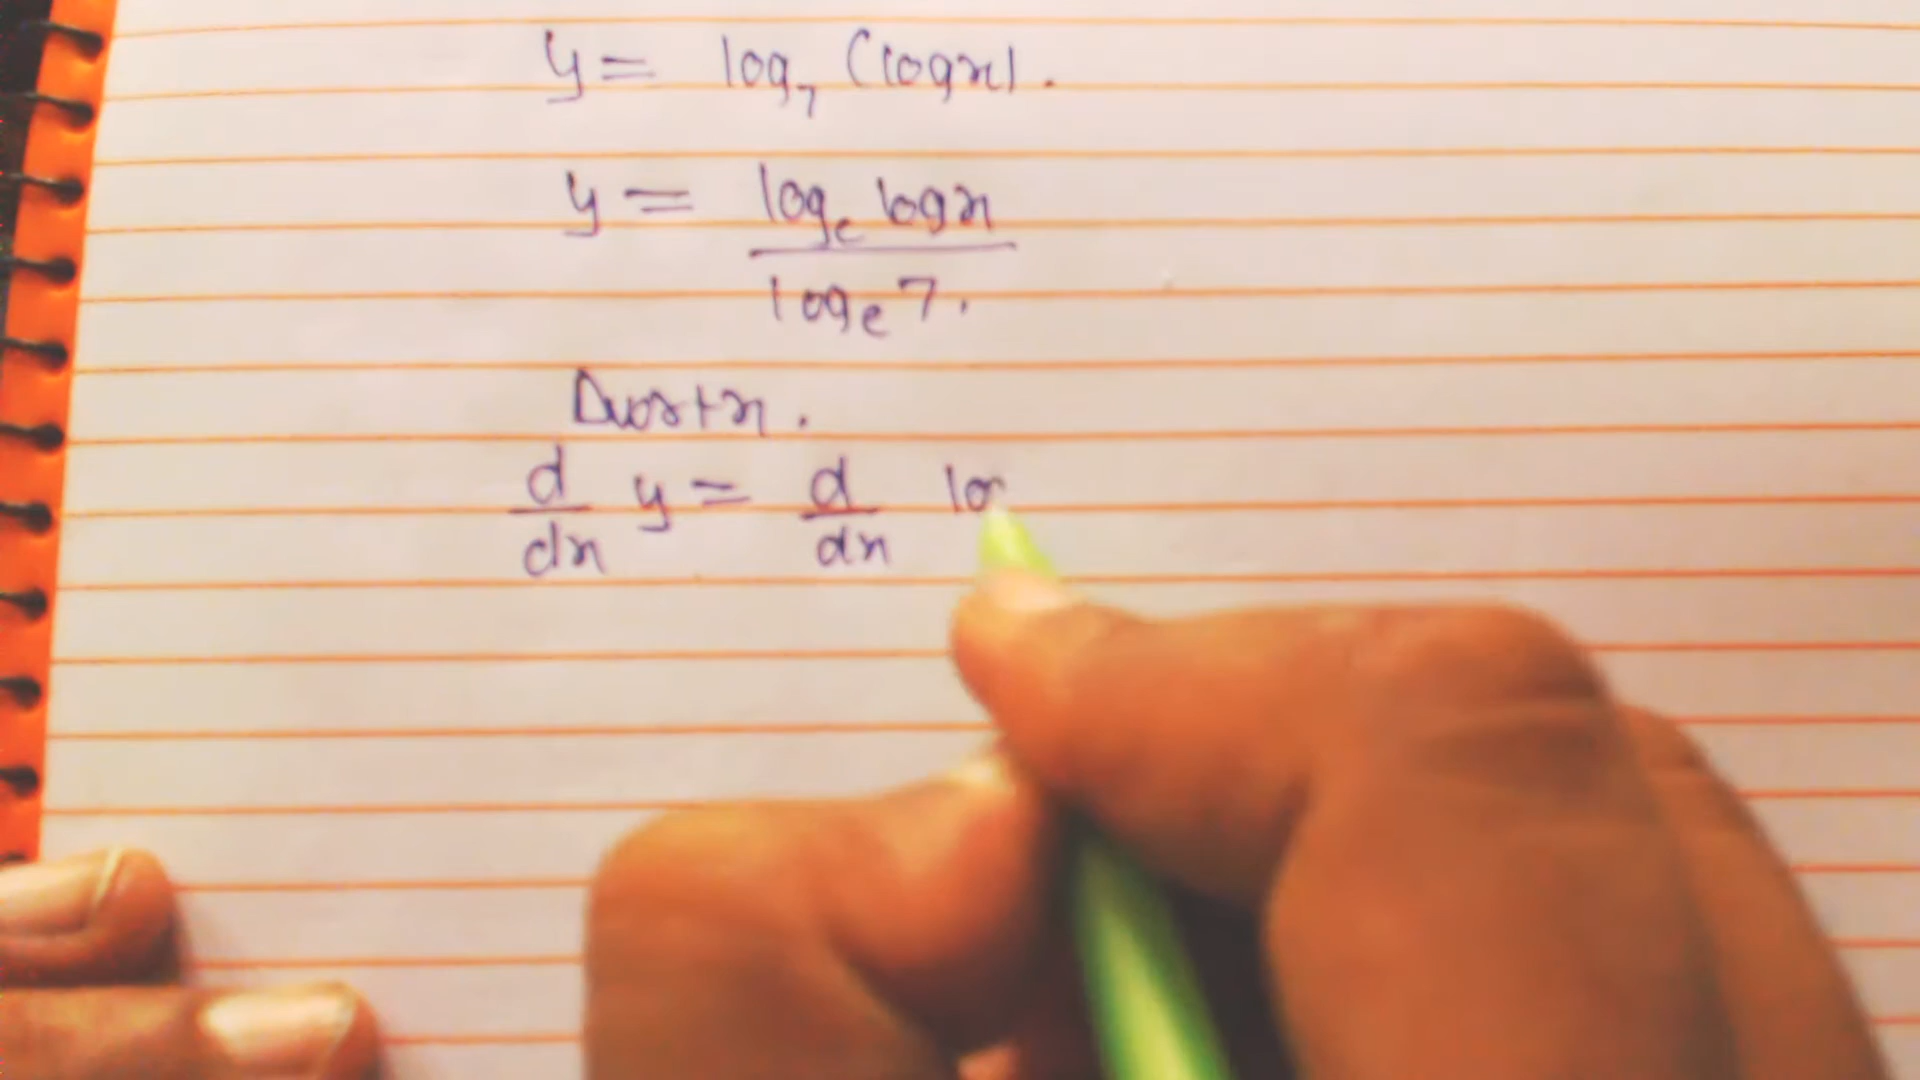 y = log₇ (logx).
y = logₑ logx
logₑ 7.
Dwrtx.
d/dx y = d/dx lo